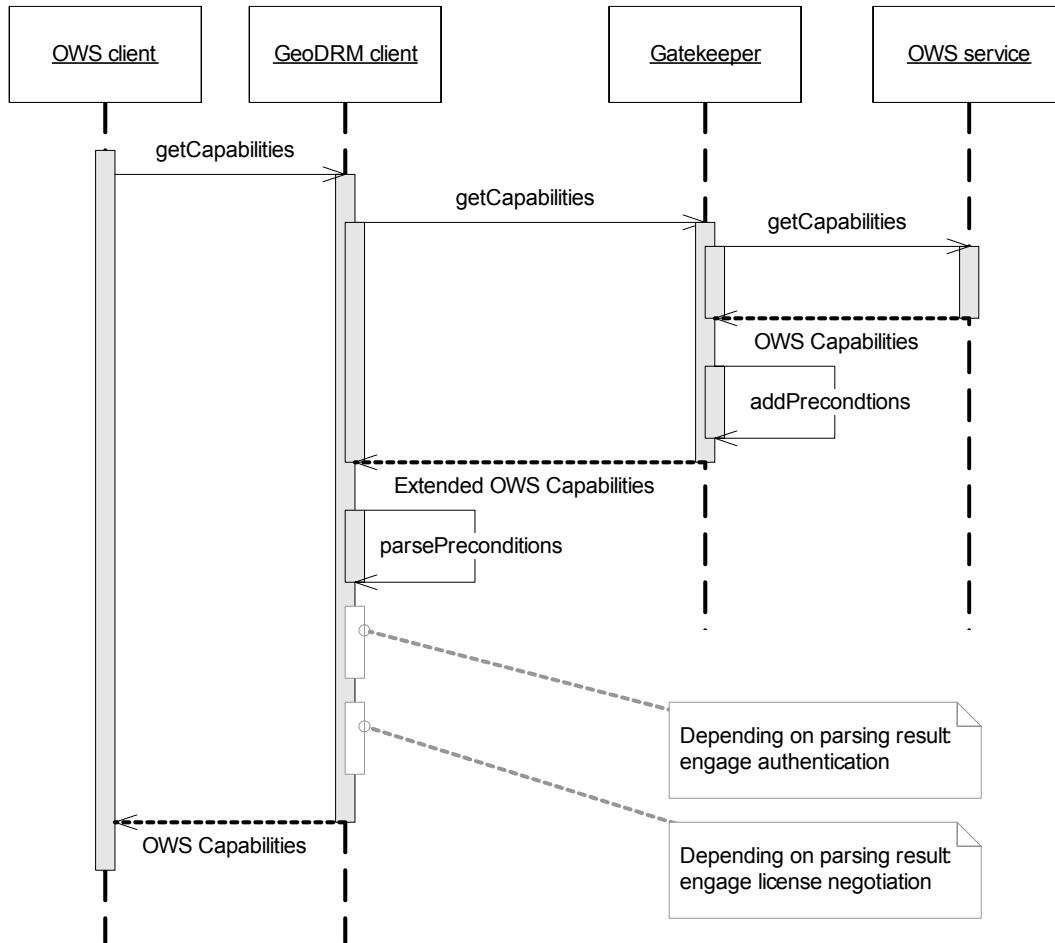 OWS client
GeoDRM client
Gatekeeper
OWS service
getCapabilities
getCapabilities
getCapabilities
OWS Capabilities
addPrecondtions
Extended OWS Capabilities
parsePreconditions
Depending on parsing result:
engage authentication
OWS Capabilities
Depending on parsing result:
engage license negotiation